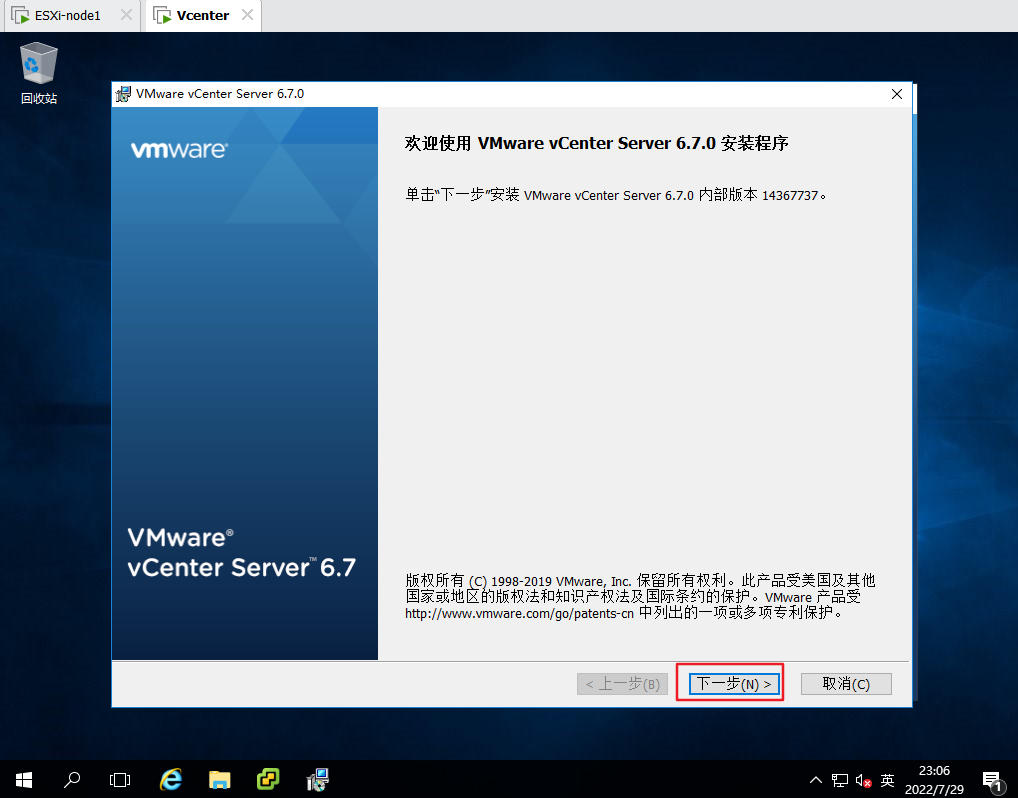 ESXi-node1
Vcenter
回收站
VMware vCenter Server 6.7.0
vmware®
欢迎使用 VMware vCenter Server 6.7.0 安装程序
单击“下一步”安装 VMware vCenter Server 6.7.0 内部版本 14367737。
VMware®
vCenter Server™ 6.7
版权所有 (C) 1998-2019 VMware, Inc. 保留所有权利。此产品受美国及其他
国家或地区的版权法和知识产权法及国际条约的保护。VMware 产品受
http://www.vmware.com/go/patents-cn 中列出的一项或多项专利保护。
< 上一步(B)
下一步(N) >
取消(C)
英
23:06
2022/7/29
1